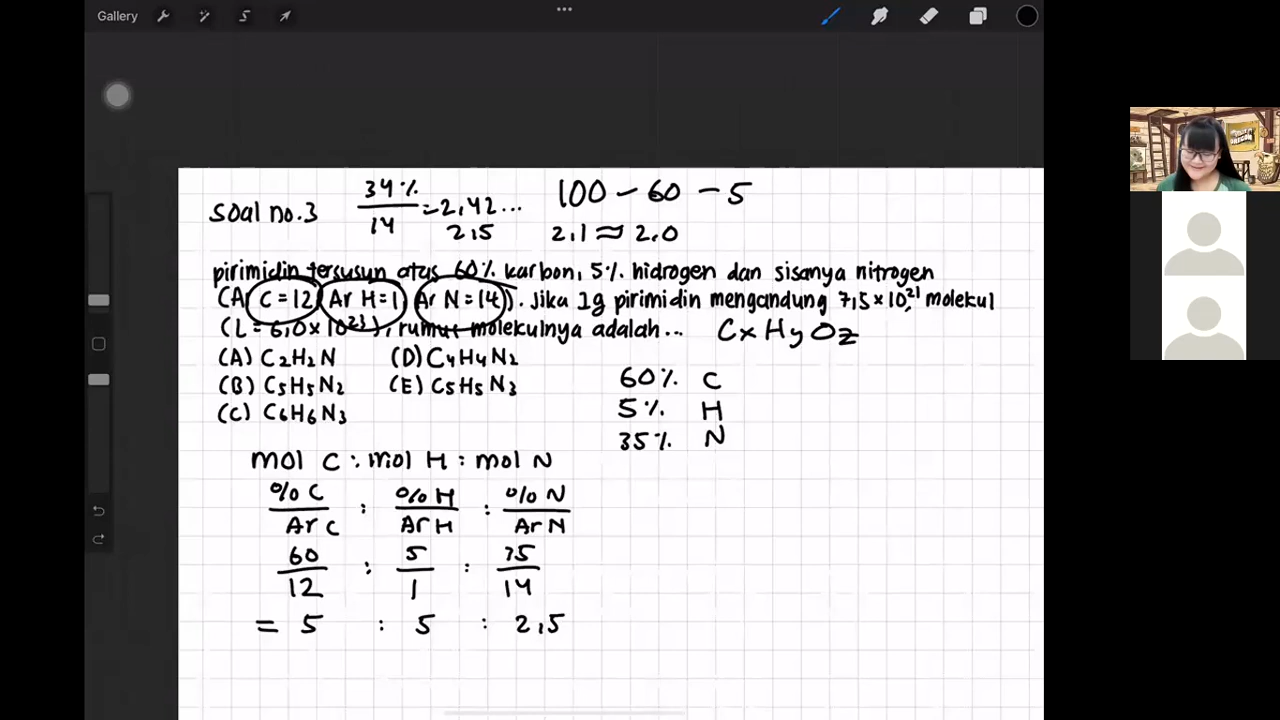 Gallery
soal no.3
34%
14
=2,42...
2,5
100 - 60 - 5
2,1 ≈ 2,0
pirimidin tersusun atas 60% karbon, 5% hidrogen dan sisanya nitrogen
(Ar C = 12, Ar H = 1, Ar N = 14). Jika 1g pirimidin mengandung 7,5 × 10²¹ molekul
(L = 6,0 × 10²³), rumus molekulnya adalah... CxHyOz
(A) C₂H₂N (D) C₄H₄N₂
(B) C₅H₅N₂ (E) C₅H₅N₃
(C) C₆H₆N₃
60% C
5% H
35% N
mol C : mol H : mol N
%C : %H : %N
Ar C Ar H Ar N
60 : 5 : 35
12 1 14
= 5 : 5 : 2,5